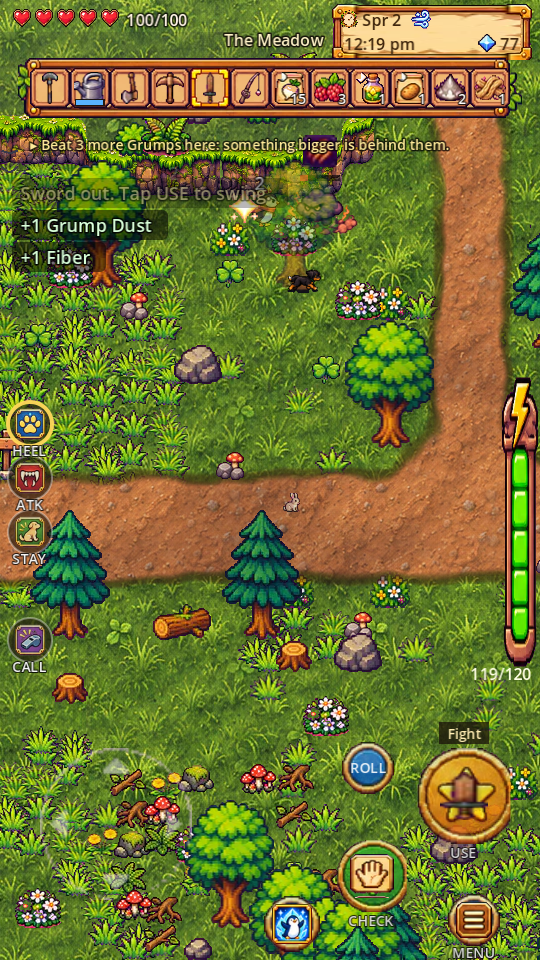 100/100
Spr 2
The Meadow
12:19 pm
77
15
3
1
1
2
1
▸ Beat 3 more Grumps here: something bigger is behind them.
2
Sword out. Tap USE to swing
+1 Grump Dust
+1 Fiber
HEEL
ATK
STAY
CALL
119/120
Fight
ROLL
USE
CHECK
MENU